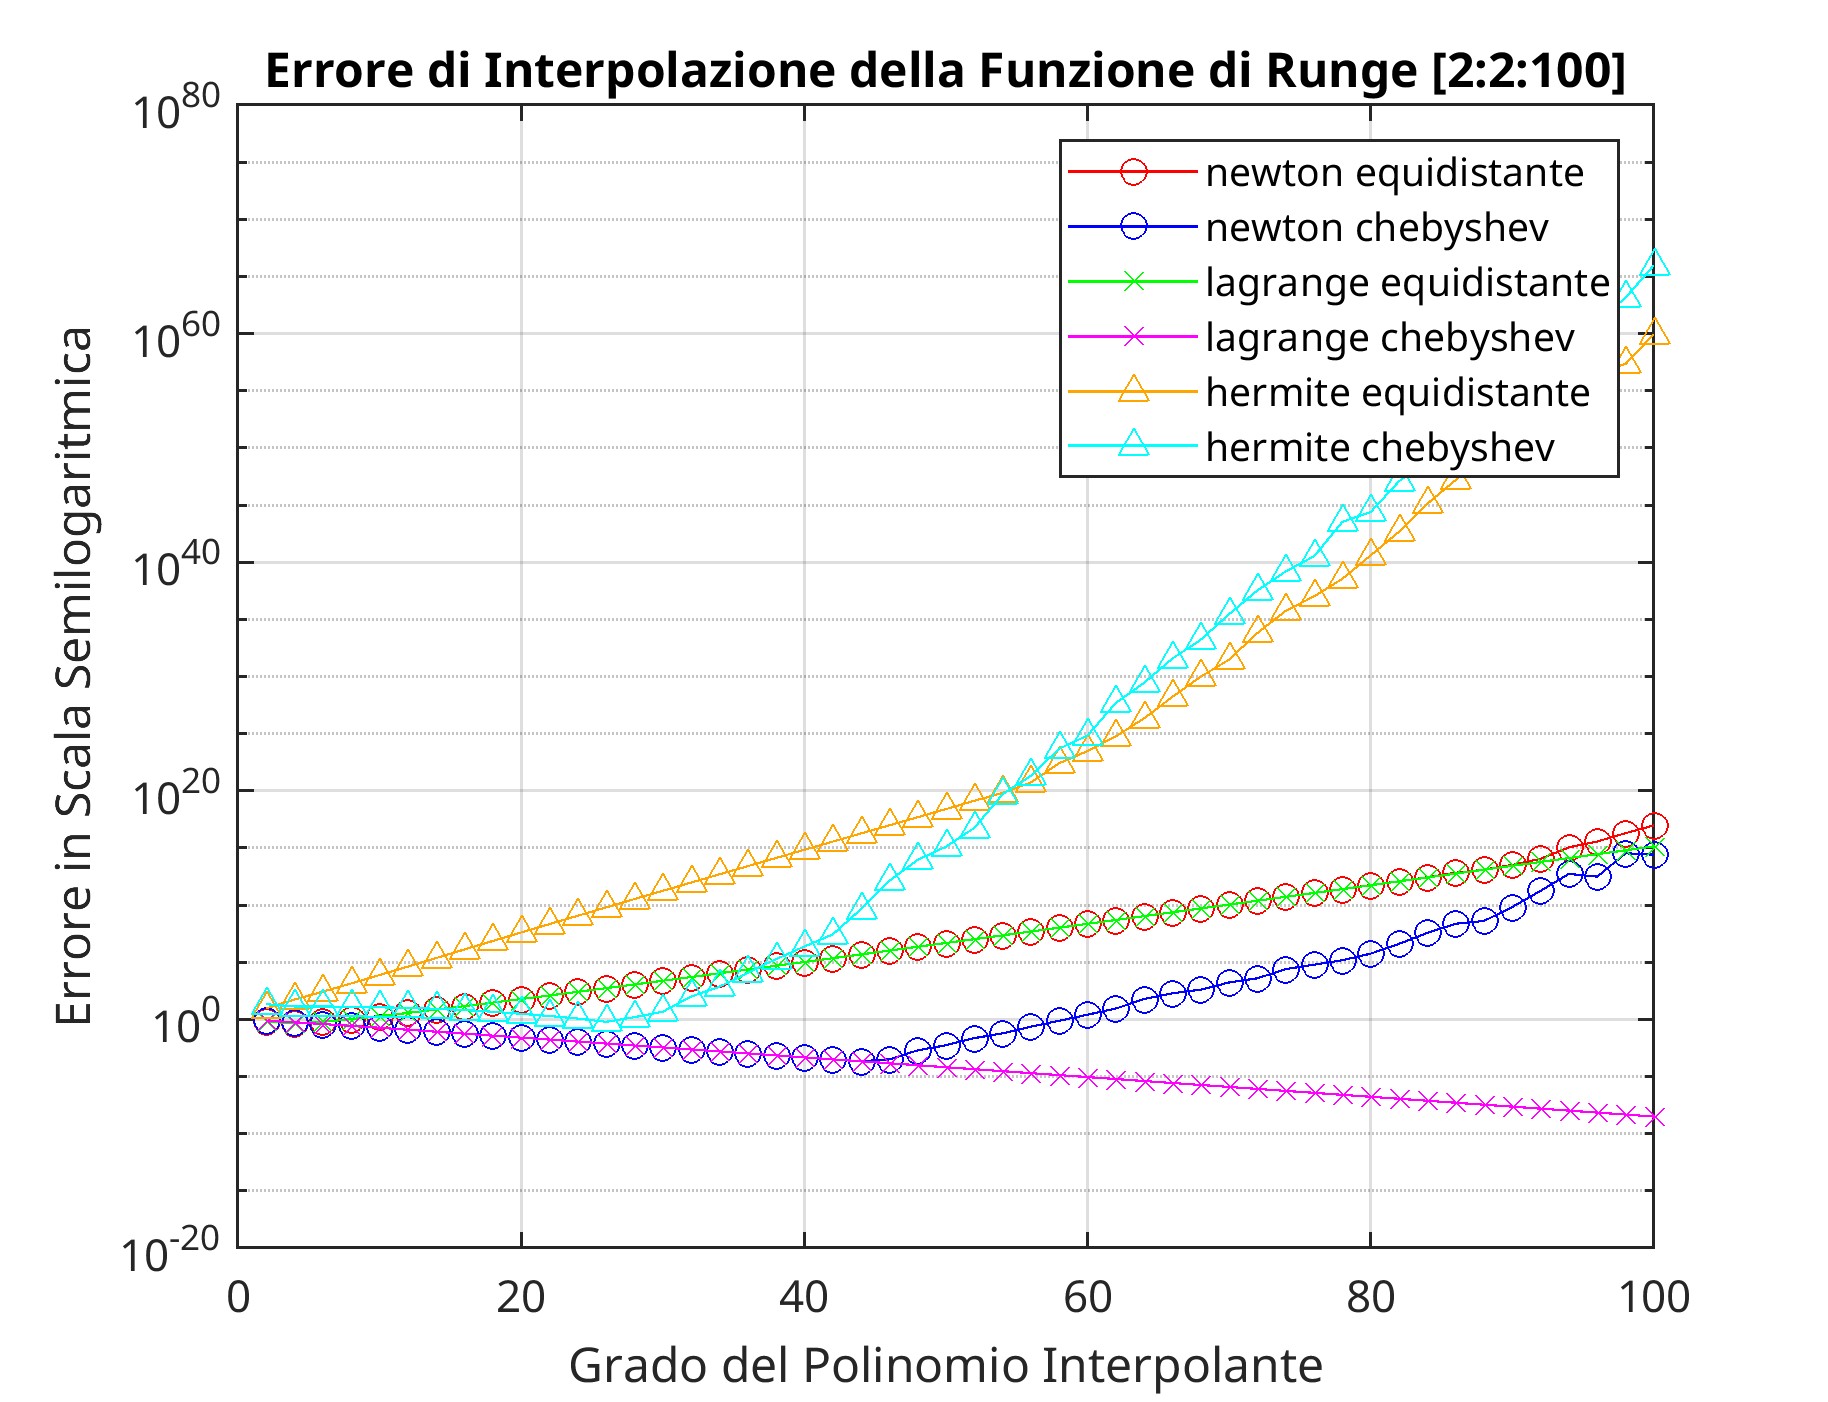 Errore di Interpolazione della Funzione di Runge [2:2:100]
10^80
10^60
10^40
10^20
10^0
10^-20
Errore in Scala Semilogaritmica
newton equidistante
newton chebyshev
lagrange equidistante
lagrange chebyshev
hermite equidistante
hermite chebyshev
0 20 40 60 80 100
Grado del Polinomio Interpolante